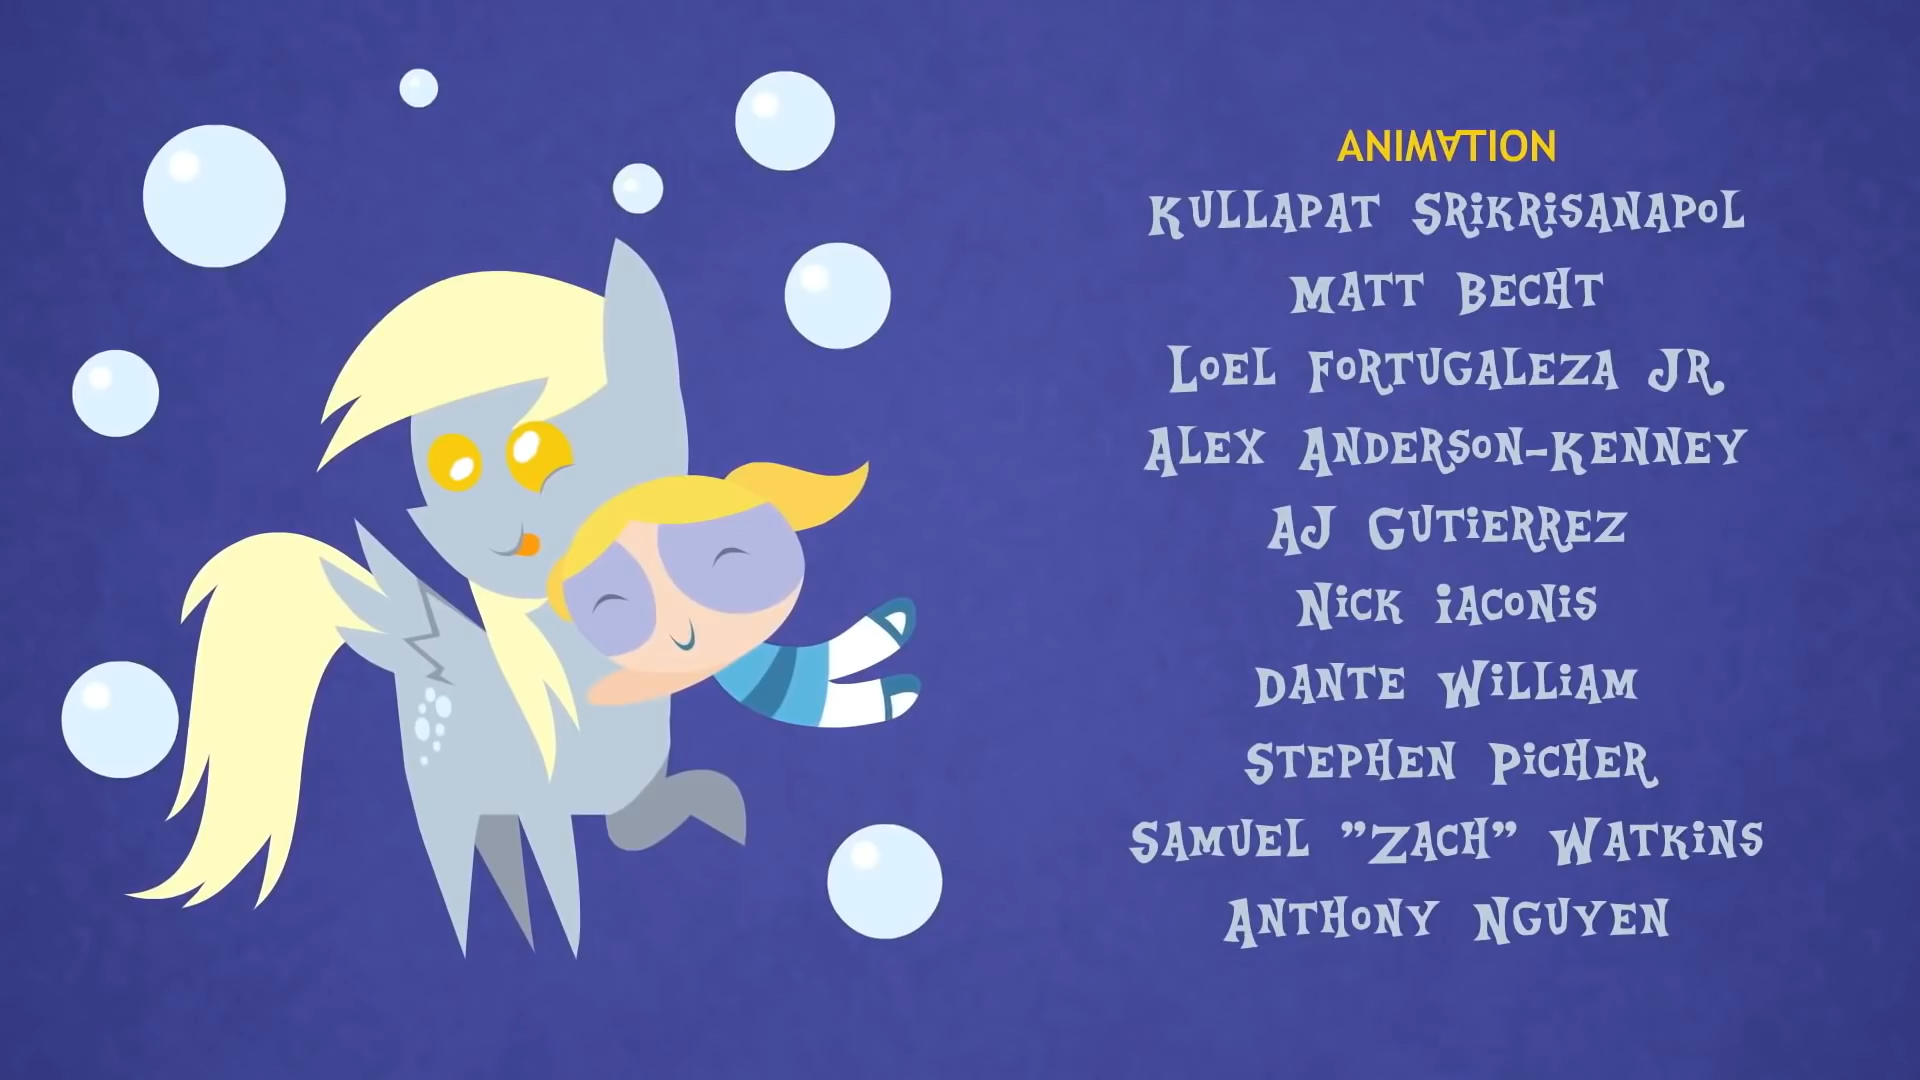 ANIMATION
KULLAPAT SRiKRiSANAPOL
MATT BECHT
LOEL FORTUGALEZA JR.
ALEX ANDERSON-KENNEY
AJ GUTiERREZ
NiCK iACONiS
DANTE WiLLiAM
STEPHEN PiCHER
SAMUEL "ZACH" WATKiNS
ANTHONY NGUYEN